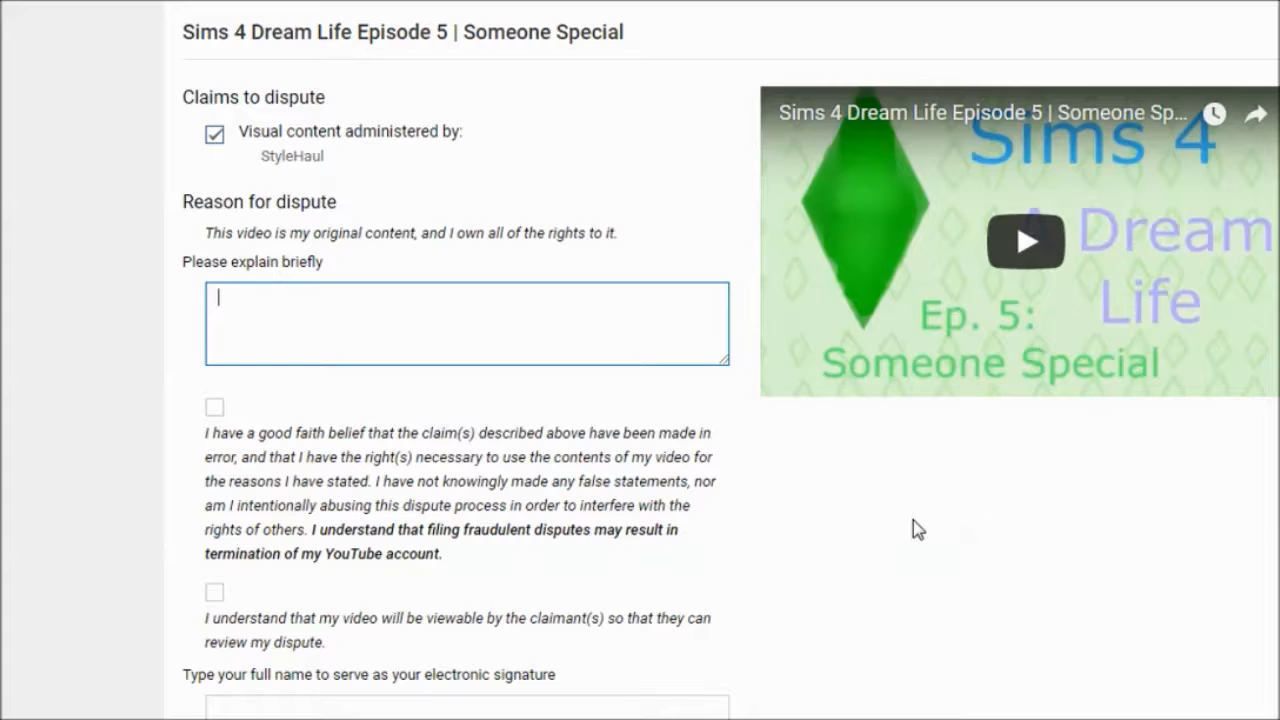 Sims 4 Dream Life Episode 5 | Someone Special
Claims to dispute
Visual content administered by:
StyleHaul
Reason for dispute
This video is my original content, and I own all of the rights to it.
Please explain briefly
I have a good faith belief that the claim(s) described above have been made in
error, and that I have the right(s) necessary to use the contents of my video for
the reasons I have stated. I have not knowingly made any false statements, nor
am I intentionally abusing this dispute process in order to interfere with the
rights of others. I understand that filing fraudulent disputes may result in
termination of my YouTube account.
I understand that my video will be viewable by the claimant(s) so that they can
review my dispute.
Type your full name to serve as your electronic signature
Sims 4 Dream Life Episode 5 | Someone Sp...
Sims 4
A Dream
Life
Ep. 5:
Someone Special